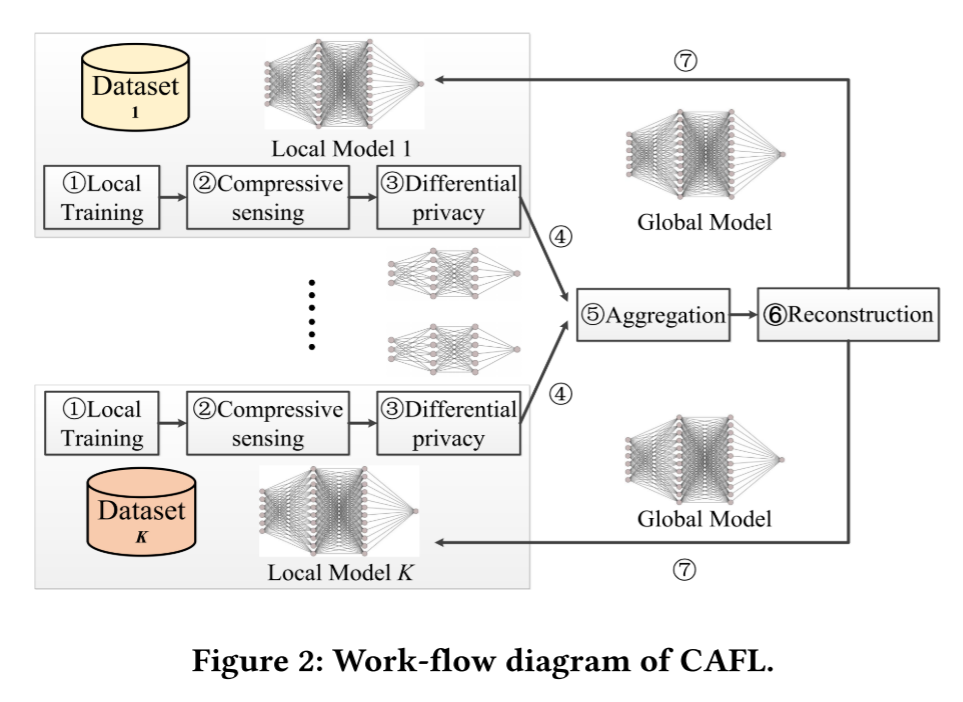 Dataset
1
Local Model 1
①Local
Training
②Compressive
sensing
③Differential
privacy
④
⑦
Global Model
⑤Aggregation
⑥Reconstruction
④
①Local
Training
②Compressive
sensing
③Differential
privacy
Dataset
K
Local Model K
Global Model
⑦
Figure 2: Work-flow diagram of CAFL.